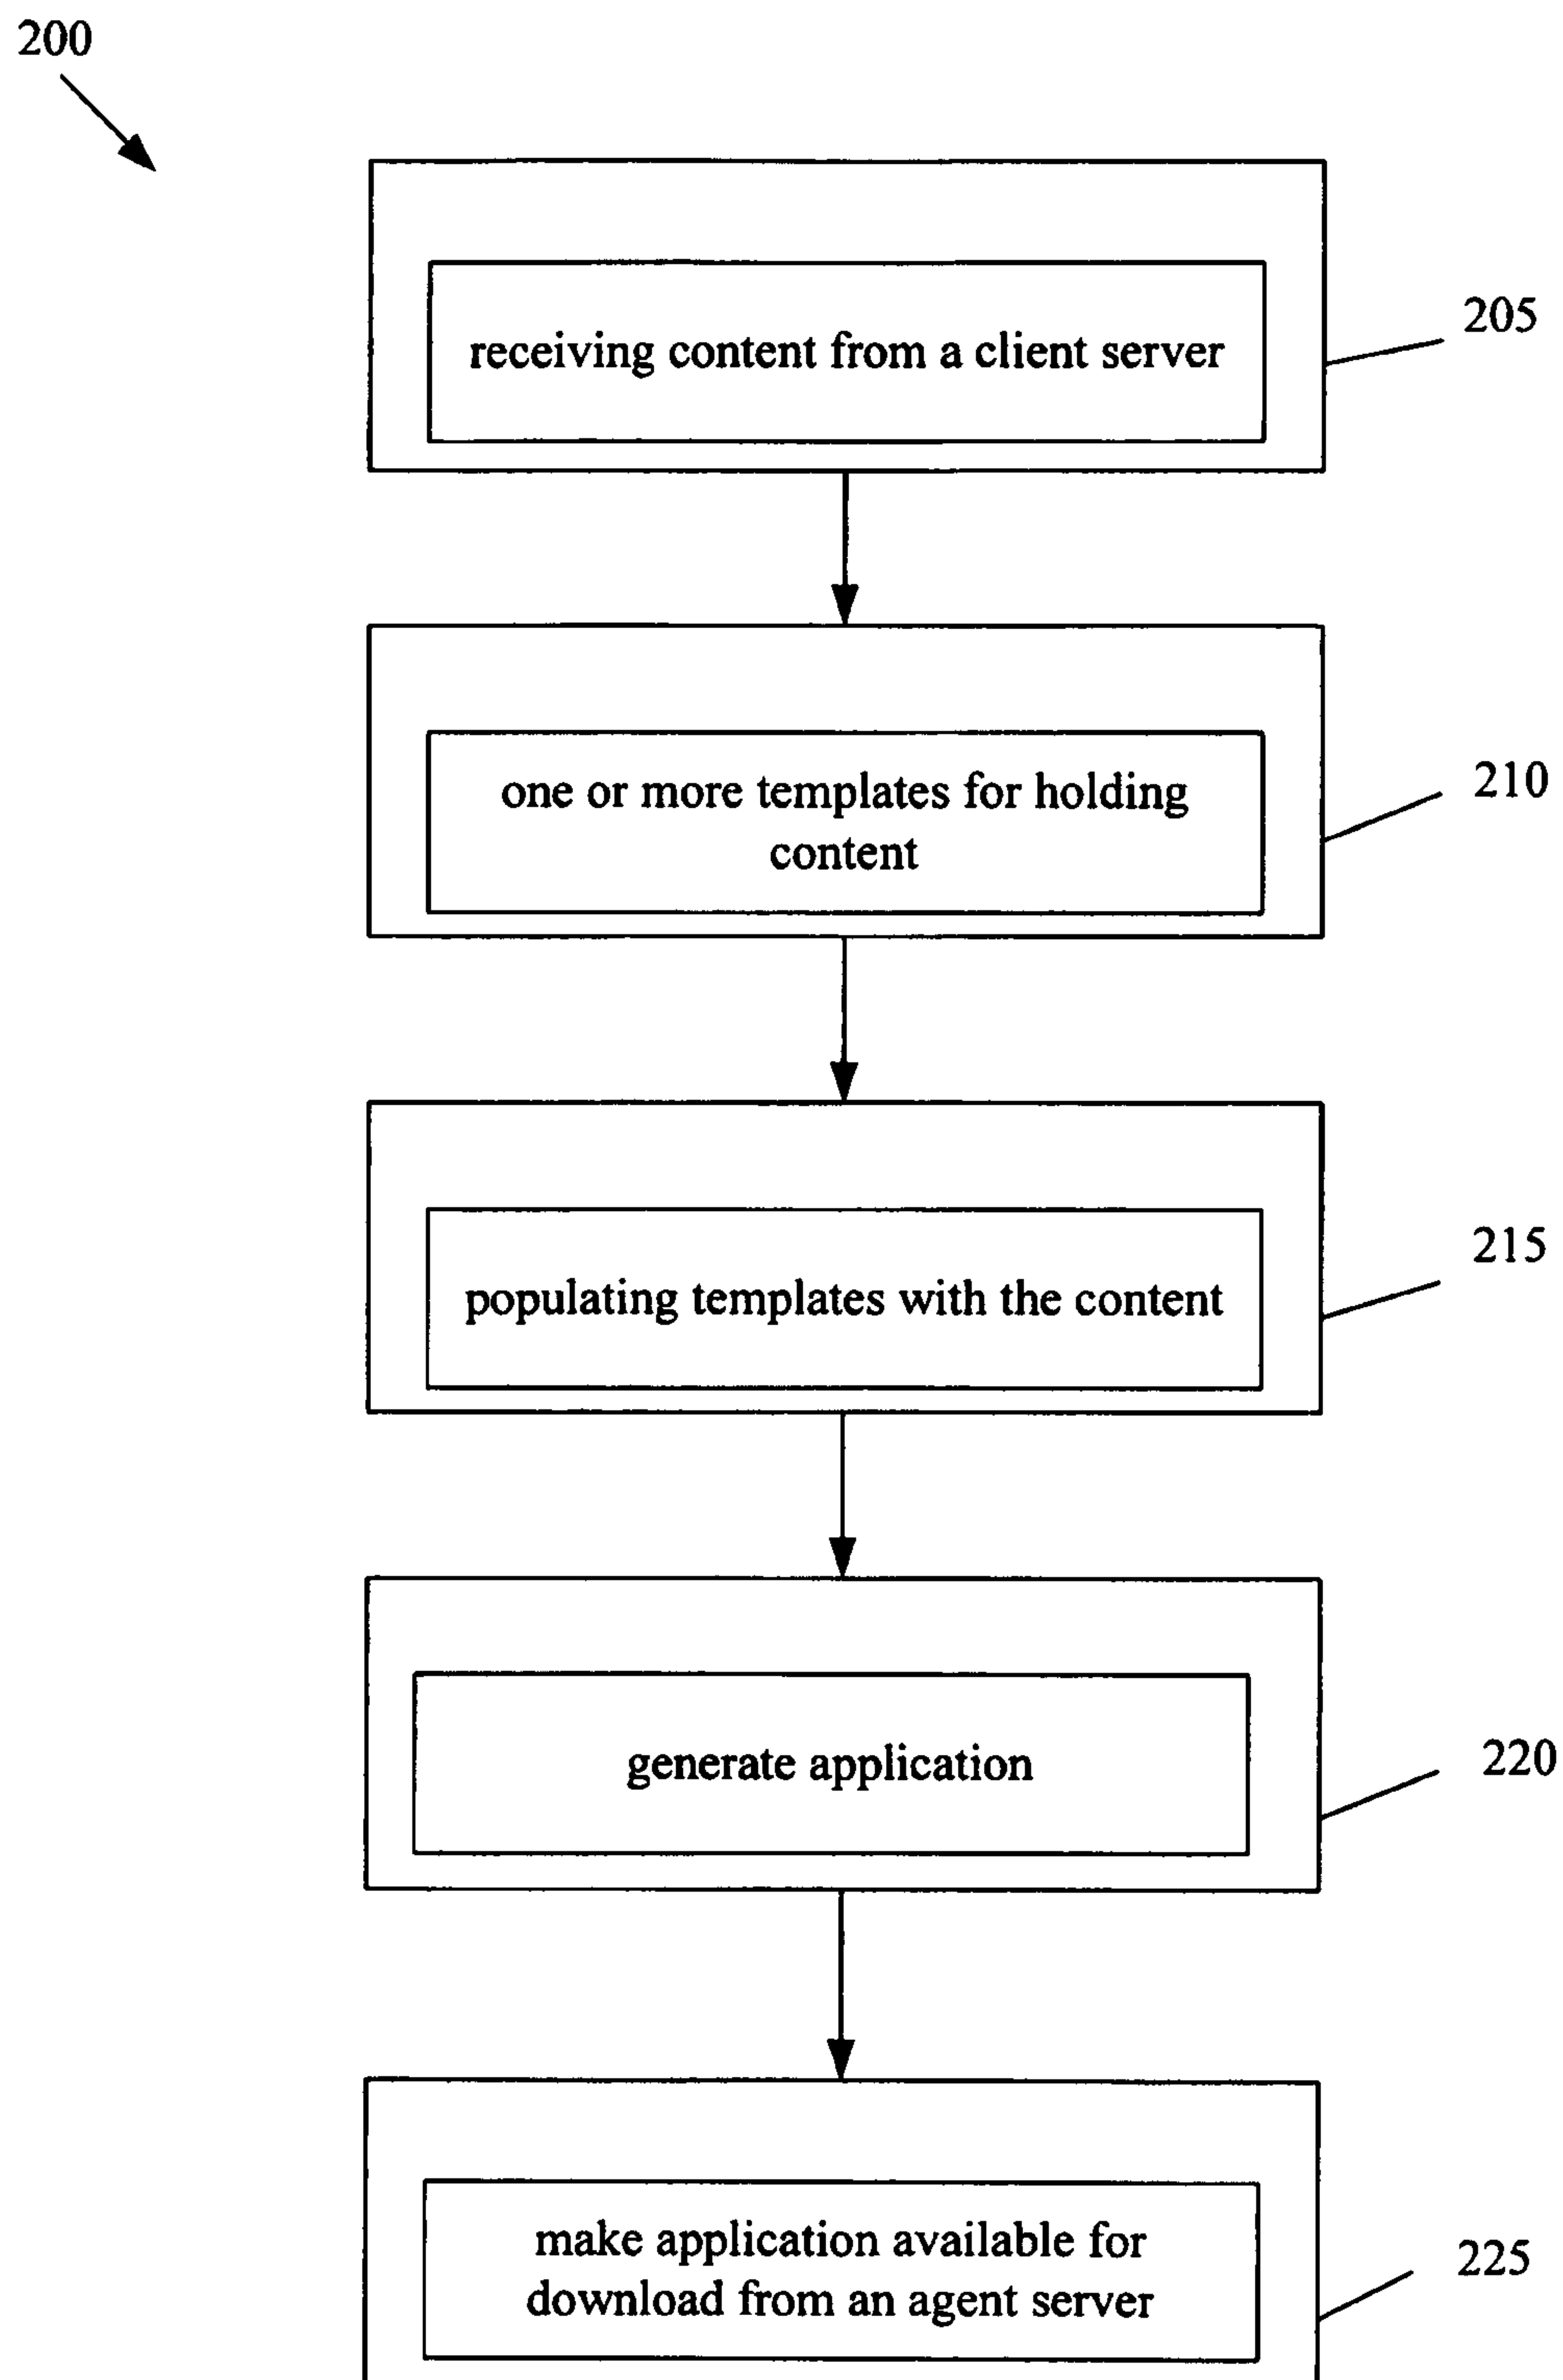 200
receiving content from a client server
205
one or more templates for holding
content
210
populating templates with the content
215
generate application
220
make application available for
download from an agent server
225